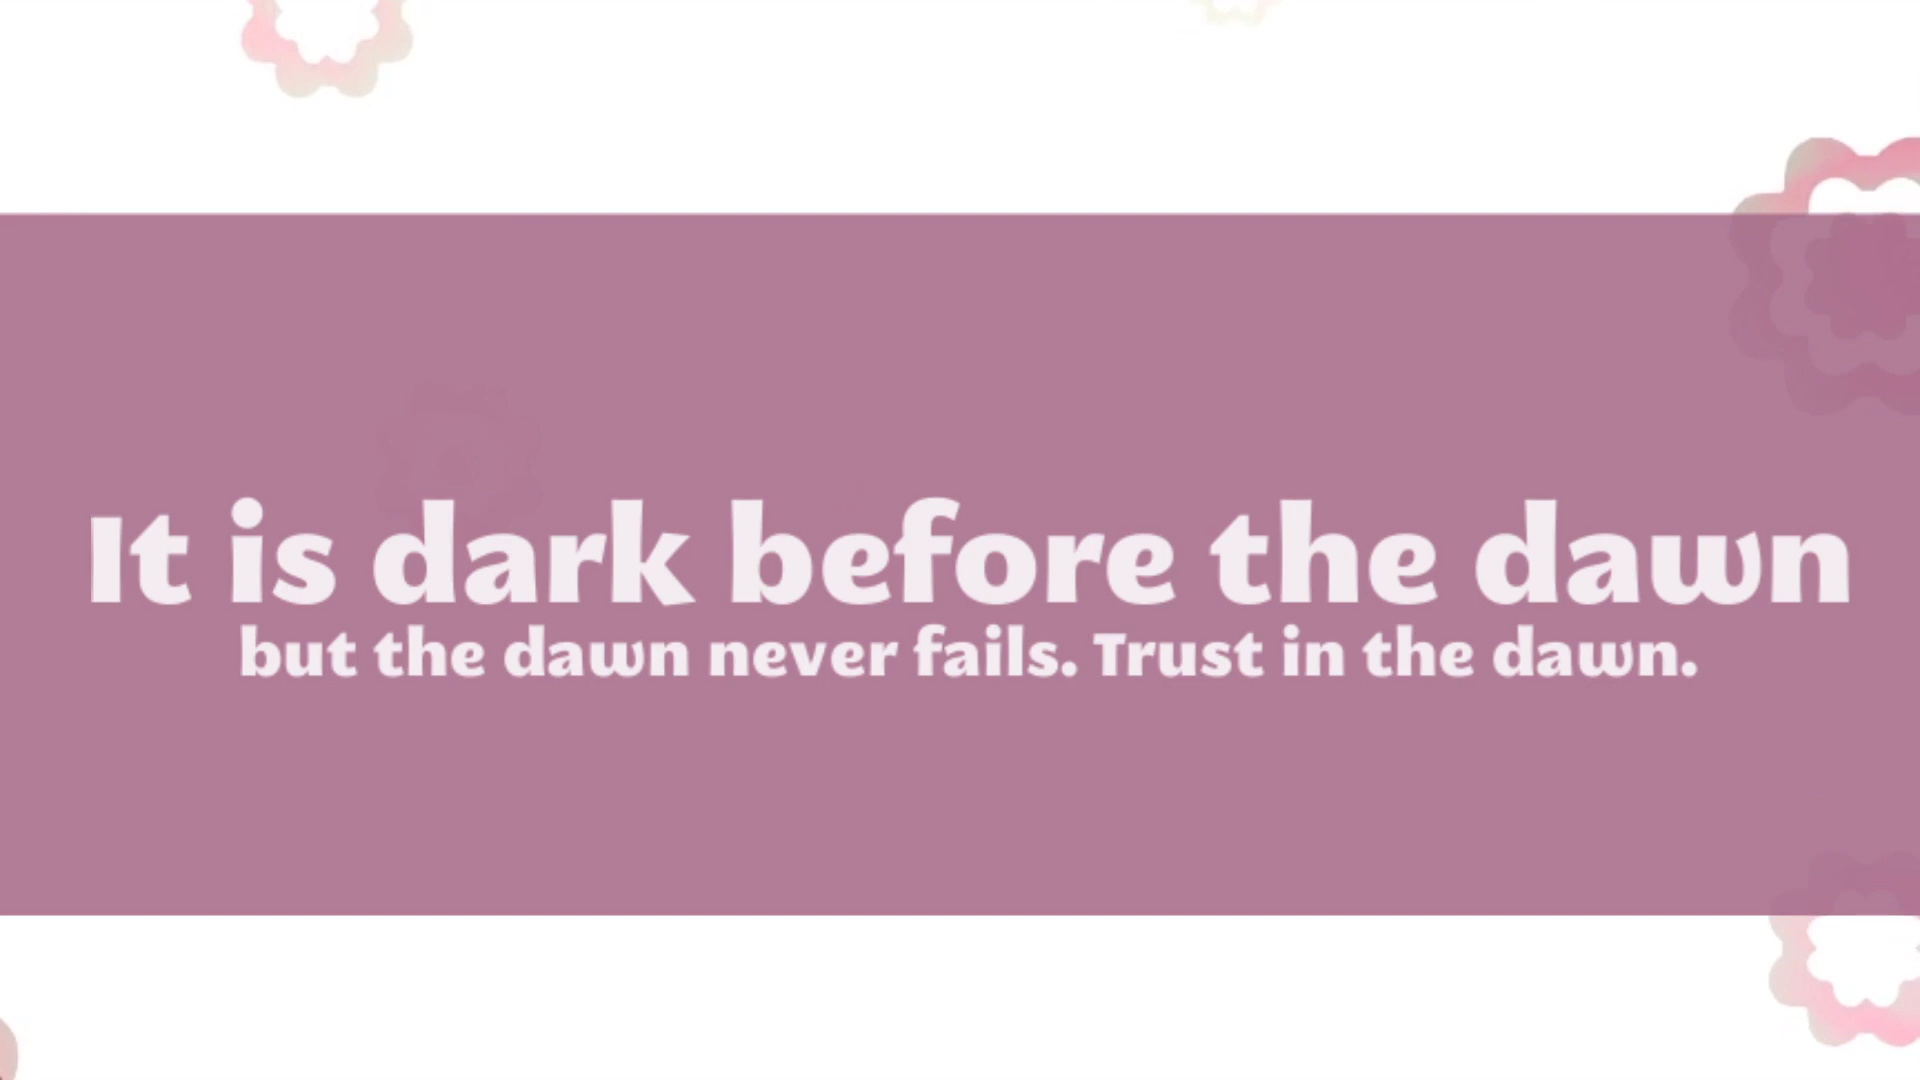 It is dark before the dawn
but the dawn never fails. Trust in the dawn.